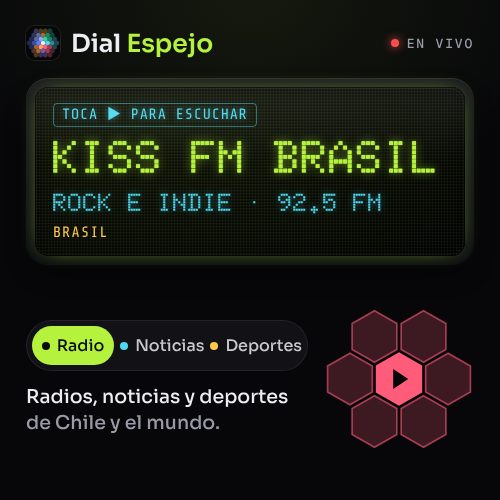 Dial Espejo
EN VIVO
TOCA ▶ PARA ESCUCHAR
KISS FM BRASIL
ROCK E INDIE · 92,5 FM
BRASIL
Radio Noticias Deportes
Radios, noticias y deportes
de Chile y el mundo.